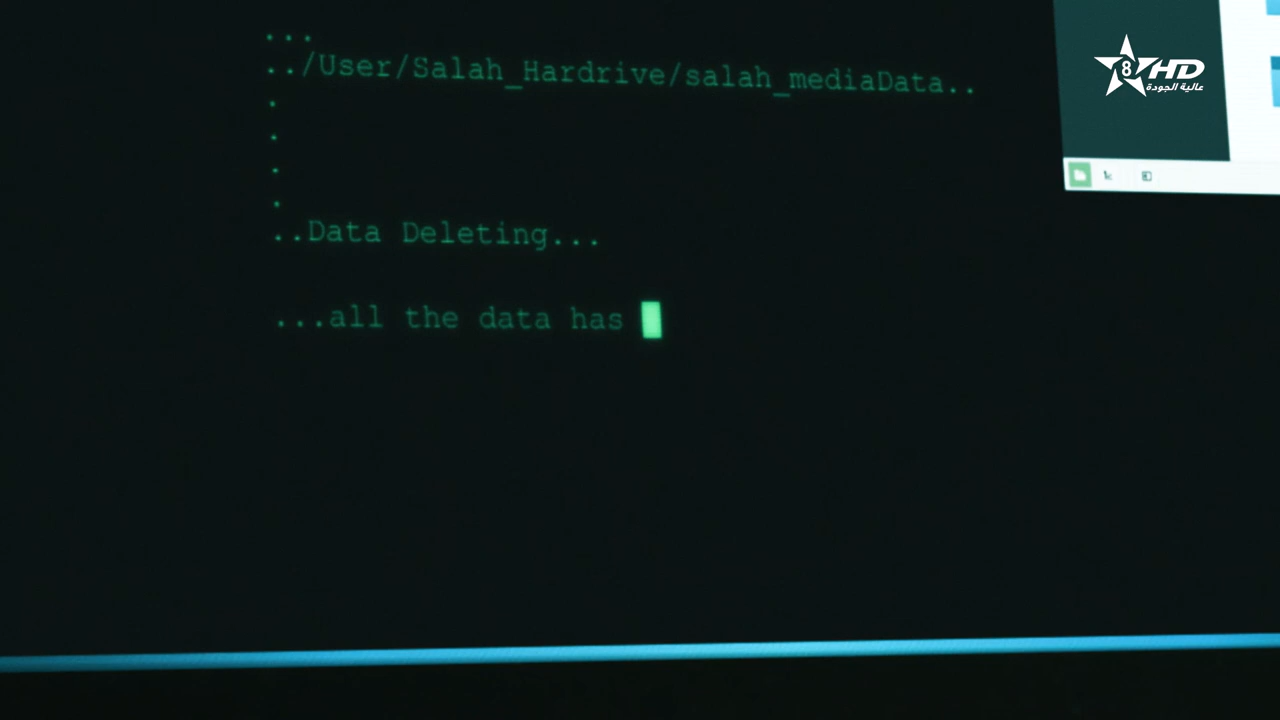 ...
../User/Salah_Hardrive/salah_mediaData..
.
.
.
.
..Data Deleting...
...all the data has
8 HD
عالية الجودة